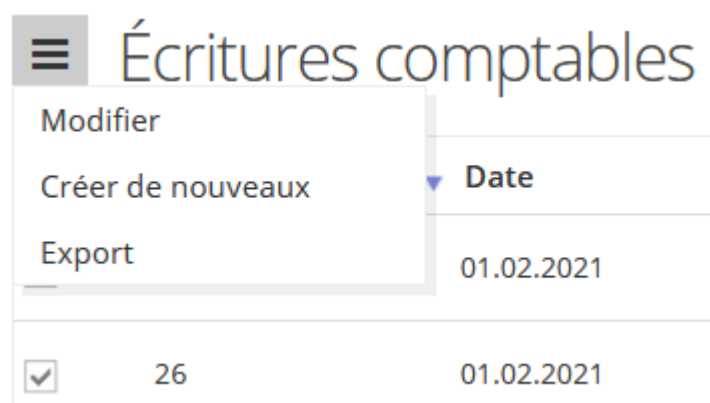 Écritures comptables
Modifier
Créer de nouveaux
Date
Export
01.02.2021
26 01.02.2021